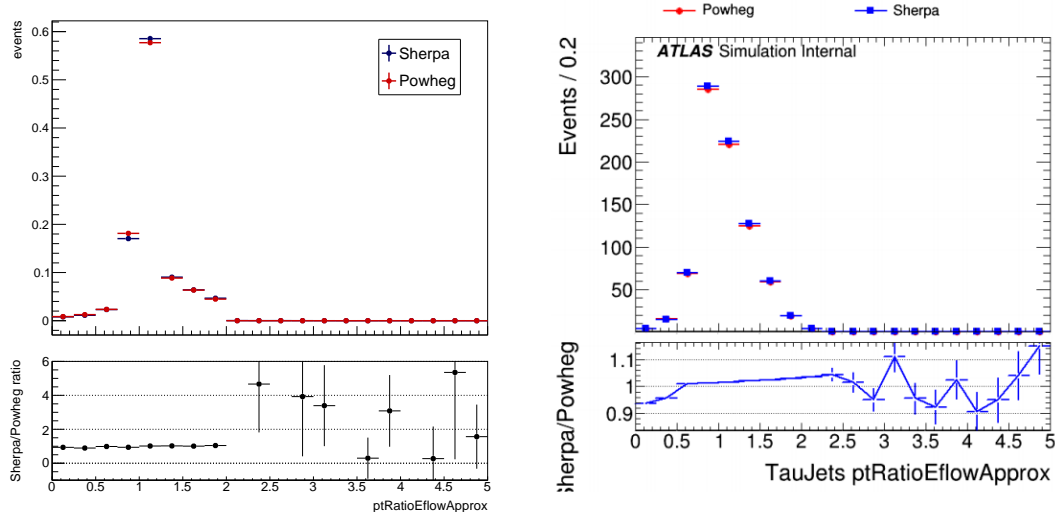 events
0.6
0.5
0.4
0.3
0.2
0.1
0
Sherpa
Powheg
Sherpa/Powheg ratio
6
4
2
0
0 0.5 1 1.5 2 2.5 3 3.5 4 4.5 5
ptRatioEflowApprox
Powheg Sherpa
ATLAS Simulation Internal
Events / 0.2
300
250
200
150
100
50
Sherpa/Powheg
1.1
1
0.9
0 0.5 1 1.5 2 2.5 3 3.5 4 4.5 5
TauJets ptRatioEflowApprox